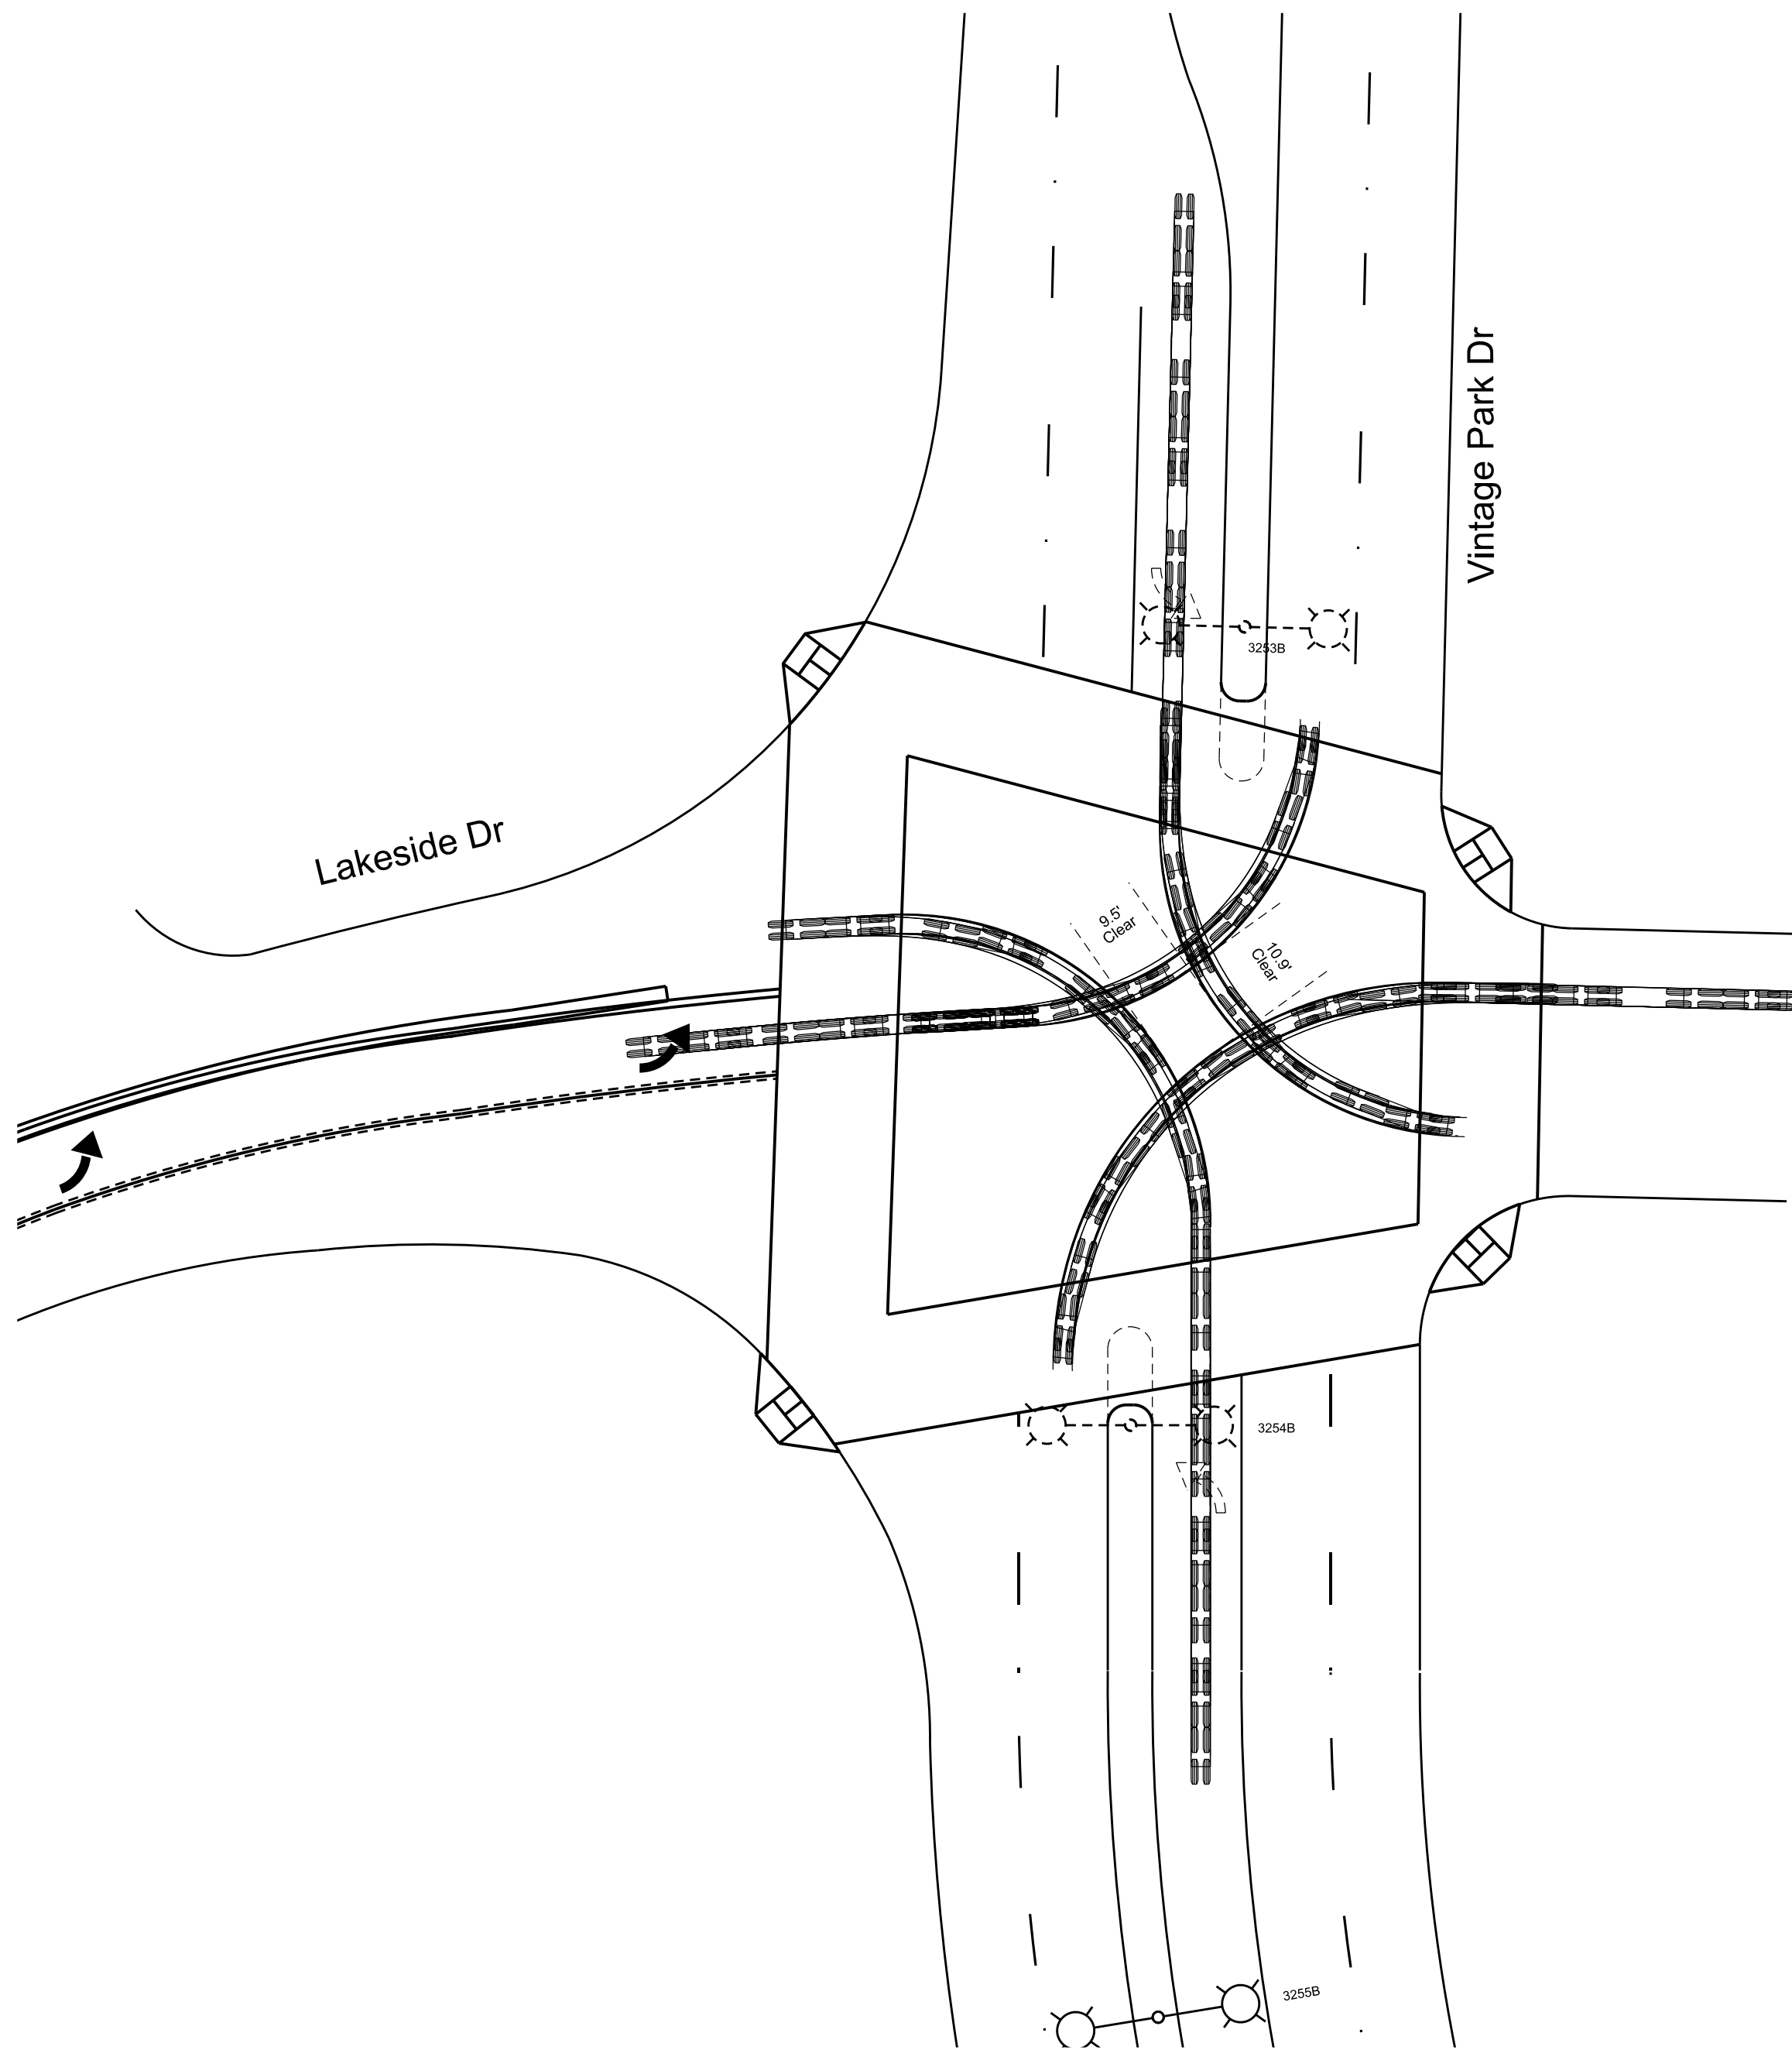 Vintage Park Dr
3253B
Lakeside Dr
9.5'
Clear
10.9'
Clear
3254B
3255B